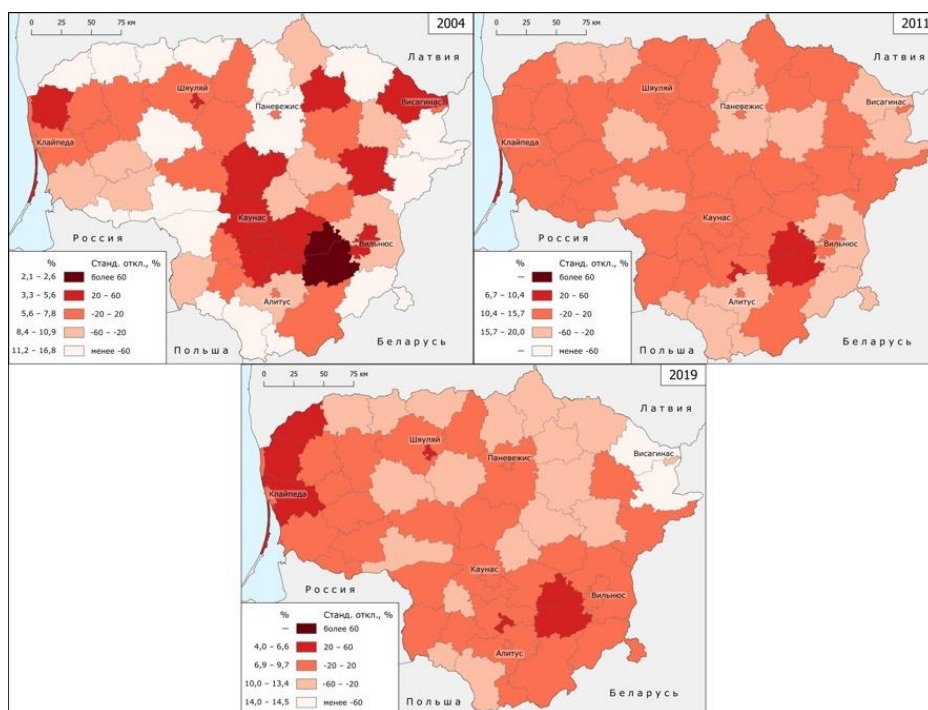 0 25 50 75 км
2004
Латвия
Шяуляй
Паневежис
Висагинас
Клайпеда
Каунас
Вильнюс
Россия
Алитус
Польша
Беларусь
% Станд. откл., %
2,1 – 2,6 более 60
3,3 – 5,6 20 – 60
5,6 – 7,8 -20 – 20
8,4 – 10,9 -60 – -20
11,2 – 16,8 менее -60
0 25 50 75 км
2011
Латвия
Шяуляй
Паневежис
Висагинас
Клайпеда
Каунас
Вильнюс
Россия
Алитус
Польша
Беларусь
% Станд. откл., %
— более 60
6,7 – 10,4 20 – 60
10,4 – 15,7 -20 – 20
15,7 – 20,0 -60 – -20
— менее -60
0 25 50 75 км
2019
Латвия
Шяуляй
Паневежис
Висагинас
Клайпеда
Каунас
Россия
Вильнюс
Алитус
Польша
Беларусь
% Станд. откл., %
— более 60
4,0 – 6,6 20 – 60
6,9 – 9,7 -20 – 20
10,0 – 13,4 -60 – -20
14,0 – 14,5 менее -60